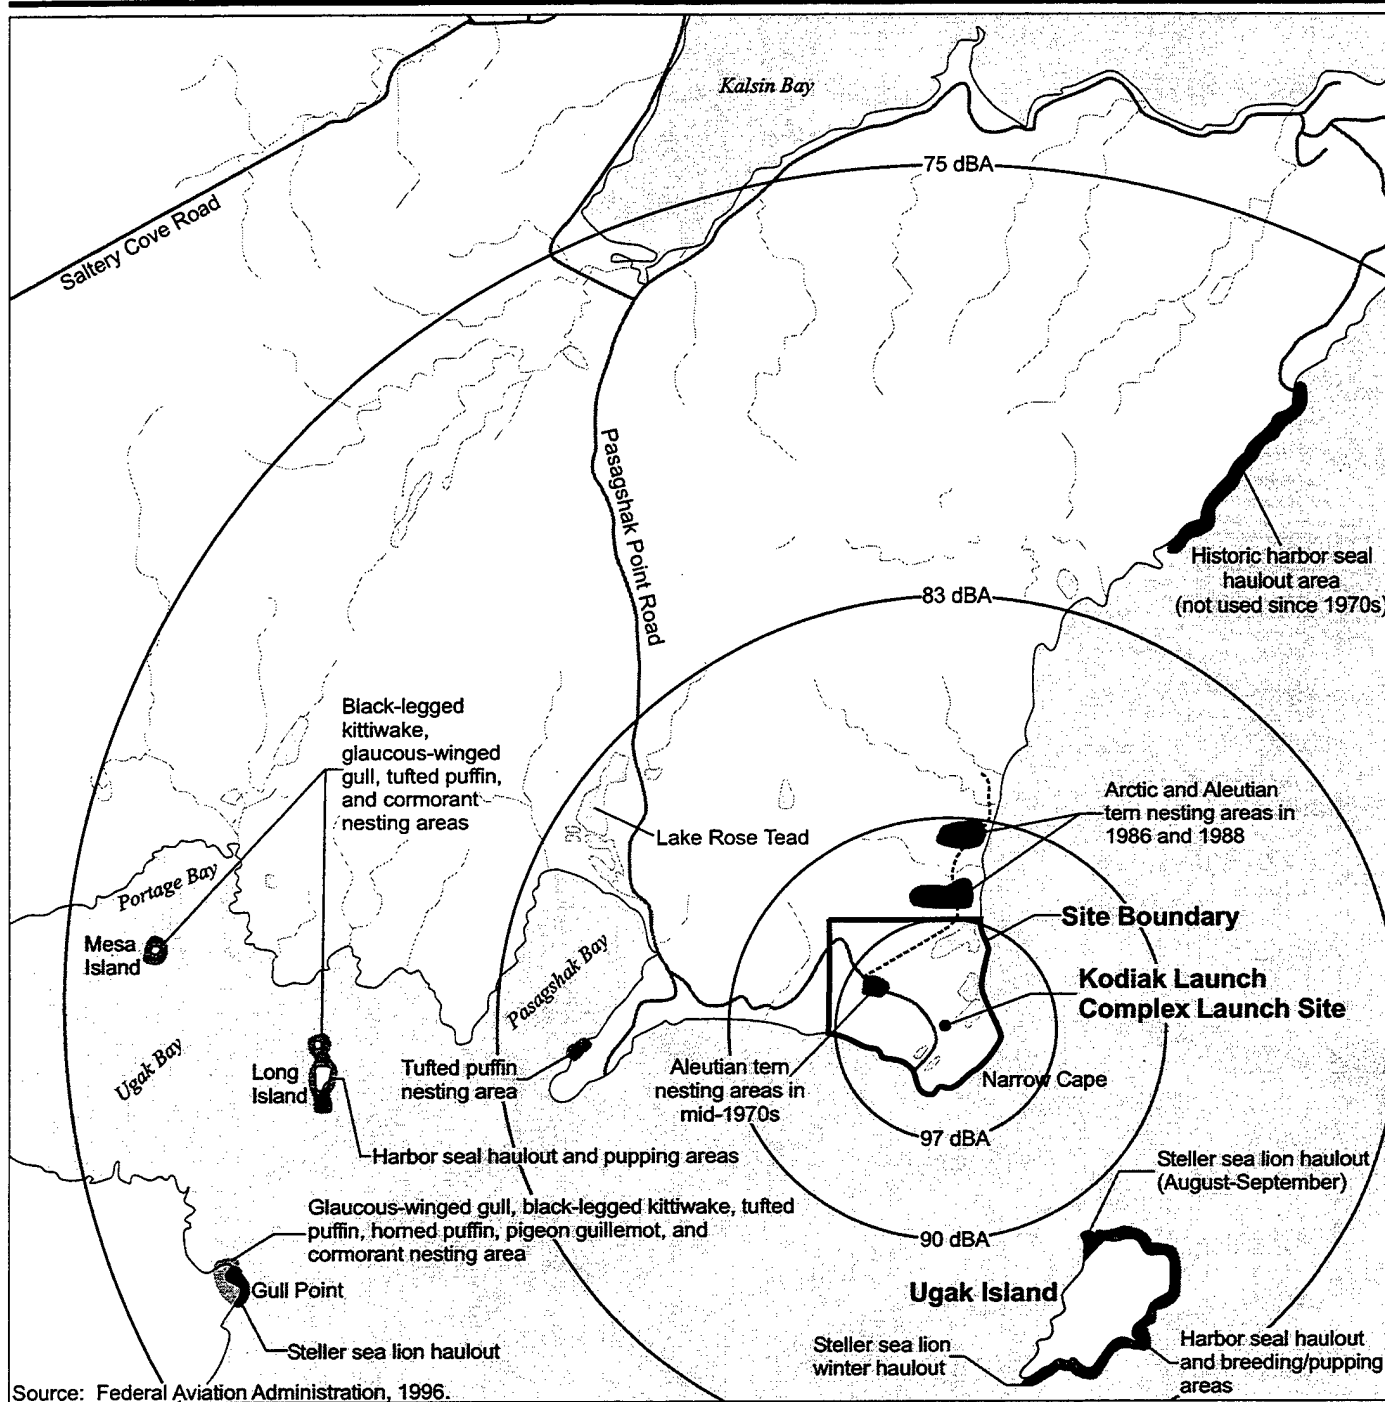 Kalsin Bay
75 dBA
Saltery Cove Road
Pasagshak Point Road
Historic harbor seal
haulout area
(not used since 1970s)
83 dBA
Black-legged
kittiwake,
glaucous-winged
gull, tufted puffin,
and cormorant
nesting areas
Arctic and Aleutian
tern nesting areas in
1986 and 1988
Lake Rose Tead
Portage Bay
Site Boundary
Mesa
Island
Pasagshak Bay
Kodiak Launch
Complex Launch Site
Ugak Bay
Long
Island
Tufted puffin
nesting area
Aleutian tern
nesting areas in
mid-1970s
Narrow Cape
97 dBA
Harbor seal haulout and pupping areas
Steller sea lion haulout
(August-September)
Glaucous-winged gull, black-legged kittiwake, tufted
puffin, horned puffin, pigeon guillemot, and
cormorant nesting area
90 dBA
Gull Point
Ugak Island
Steller sea lion haulout
Steller sea lion
winter haulout
Harbor seal haulout
and breeding/pupping
areas
Source: Federal Aviation Administration, 1996.